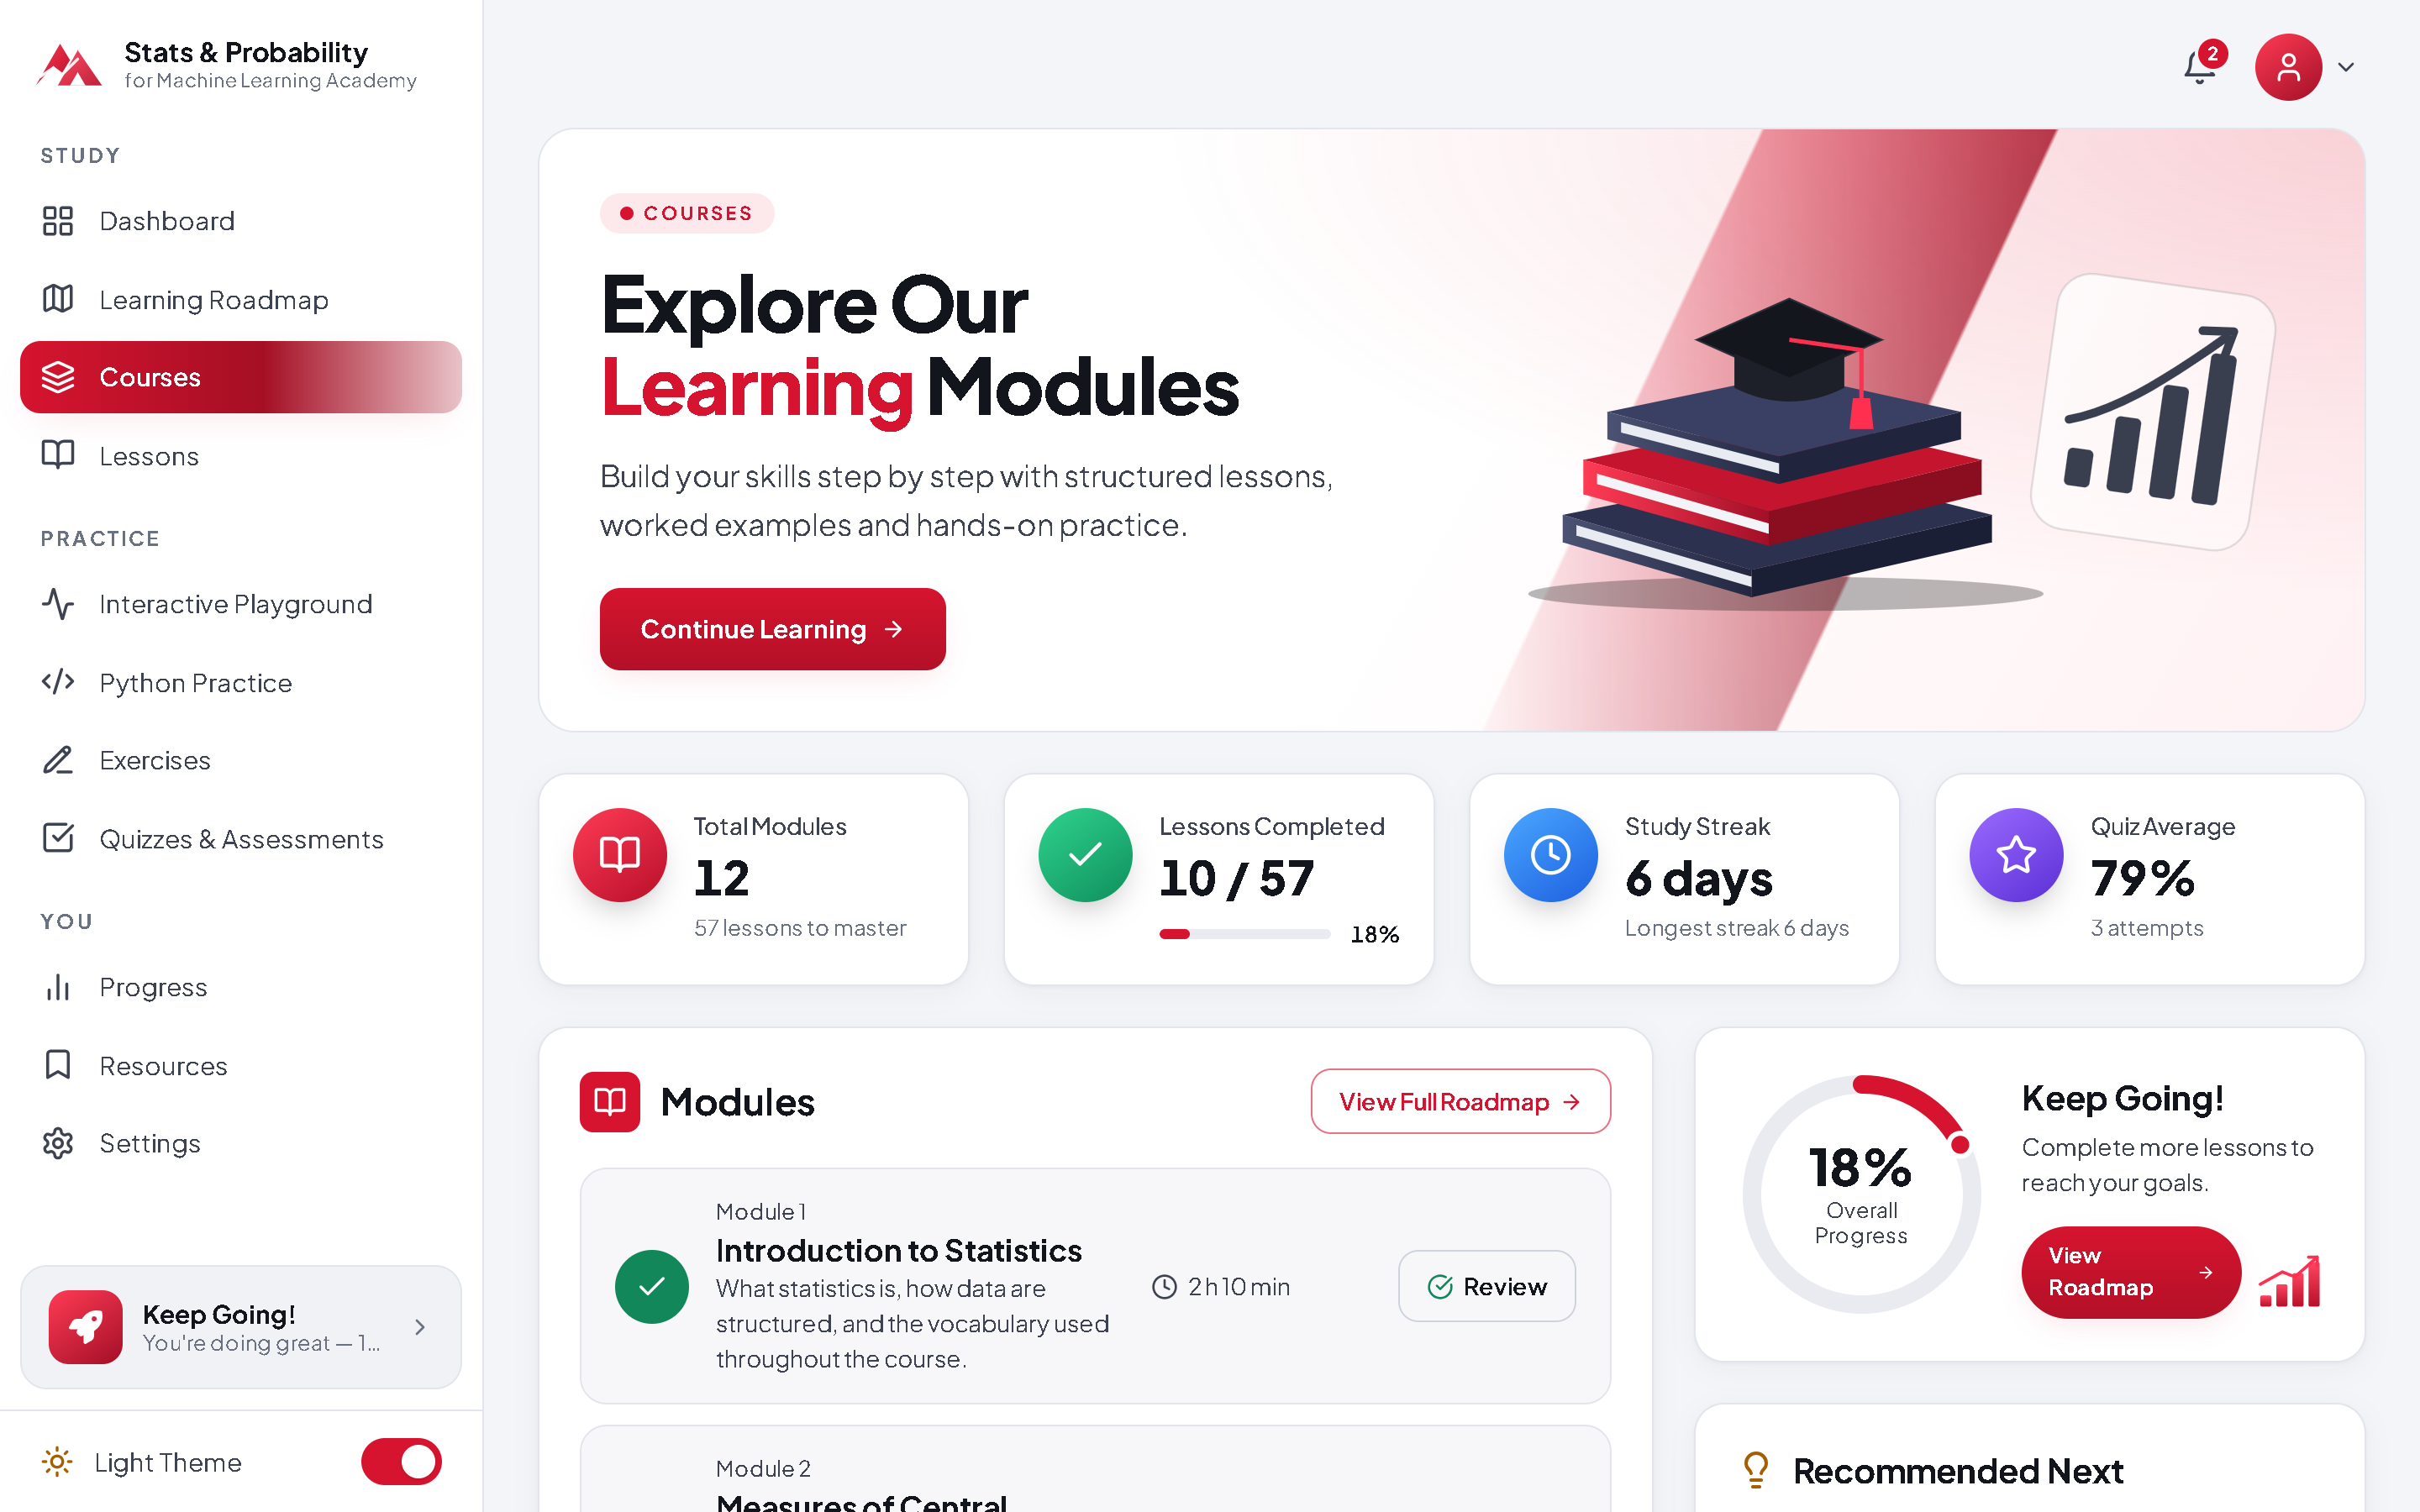 Stats & Probability
for Machine Learning Academy
STUDY
Dashboard
Learning Roadmap
Courses
Lessons
PRACTICE
Interactive Playground
Python Practice
Exercises
Quizzes & Assessments
YOU
Progress
Resources
Settings
Keep Going!
You're doing great — 1...
Light Theme
2
COURSES
Explore Our
Learning Modules
Build your skills step by step with structured lessons,
worked examples and hands-on practice.
Continue Learning
Total Modules
12
57 lessons to master
Lessons Completed
10 / 57
18%
Study Streak
6 days
Longest streak 6 days
Quiz Average
79%
3 attempts
Modules
View Full Roadmap
Module 1
Introduction to Statistics
What statistics is, how data are
structured, and the vocabulary used
throughout the course.
2 h 10 min
Review
Module 2
Measures of Central
18%
Overall
Progress
Keep Going!
Complete more lessons to
reach your goals.
View
Roadmap
Recommended Next